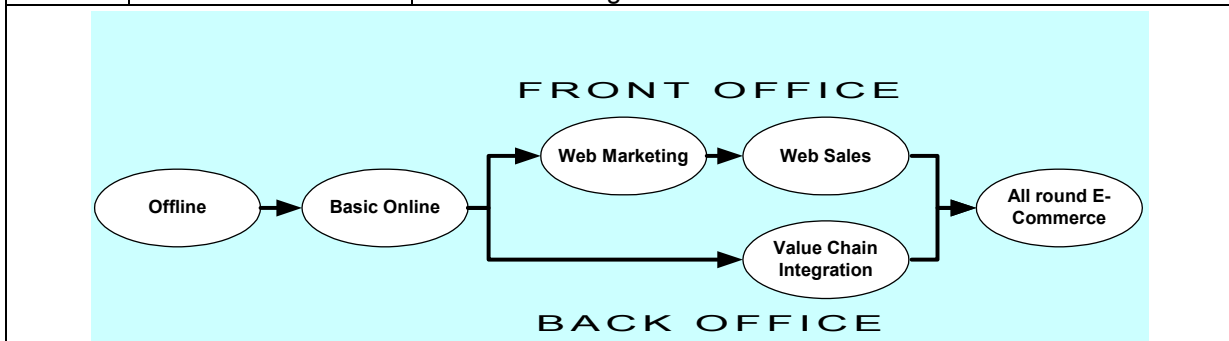 FRONT OFFICE
Web Marketing
Web Sales
Offline
Basic Online
All round E-
Commerce
Value Chain
Integration
BACK OFFICE